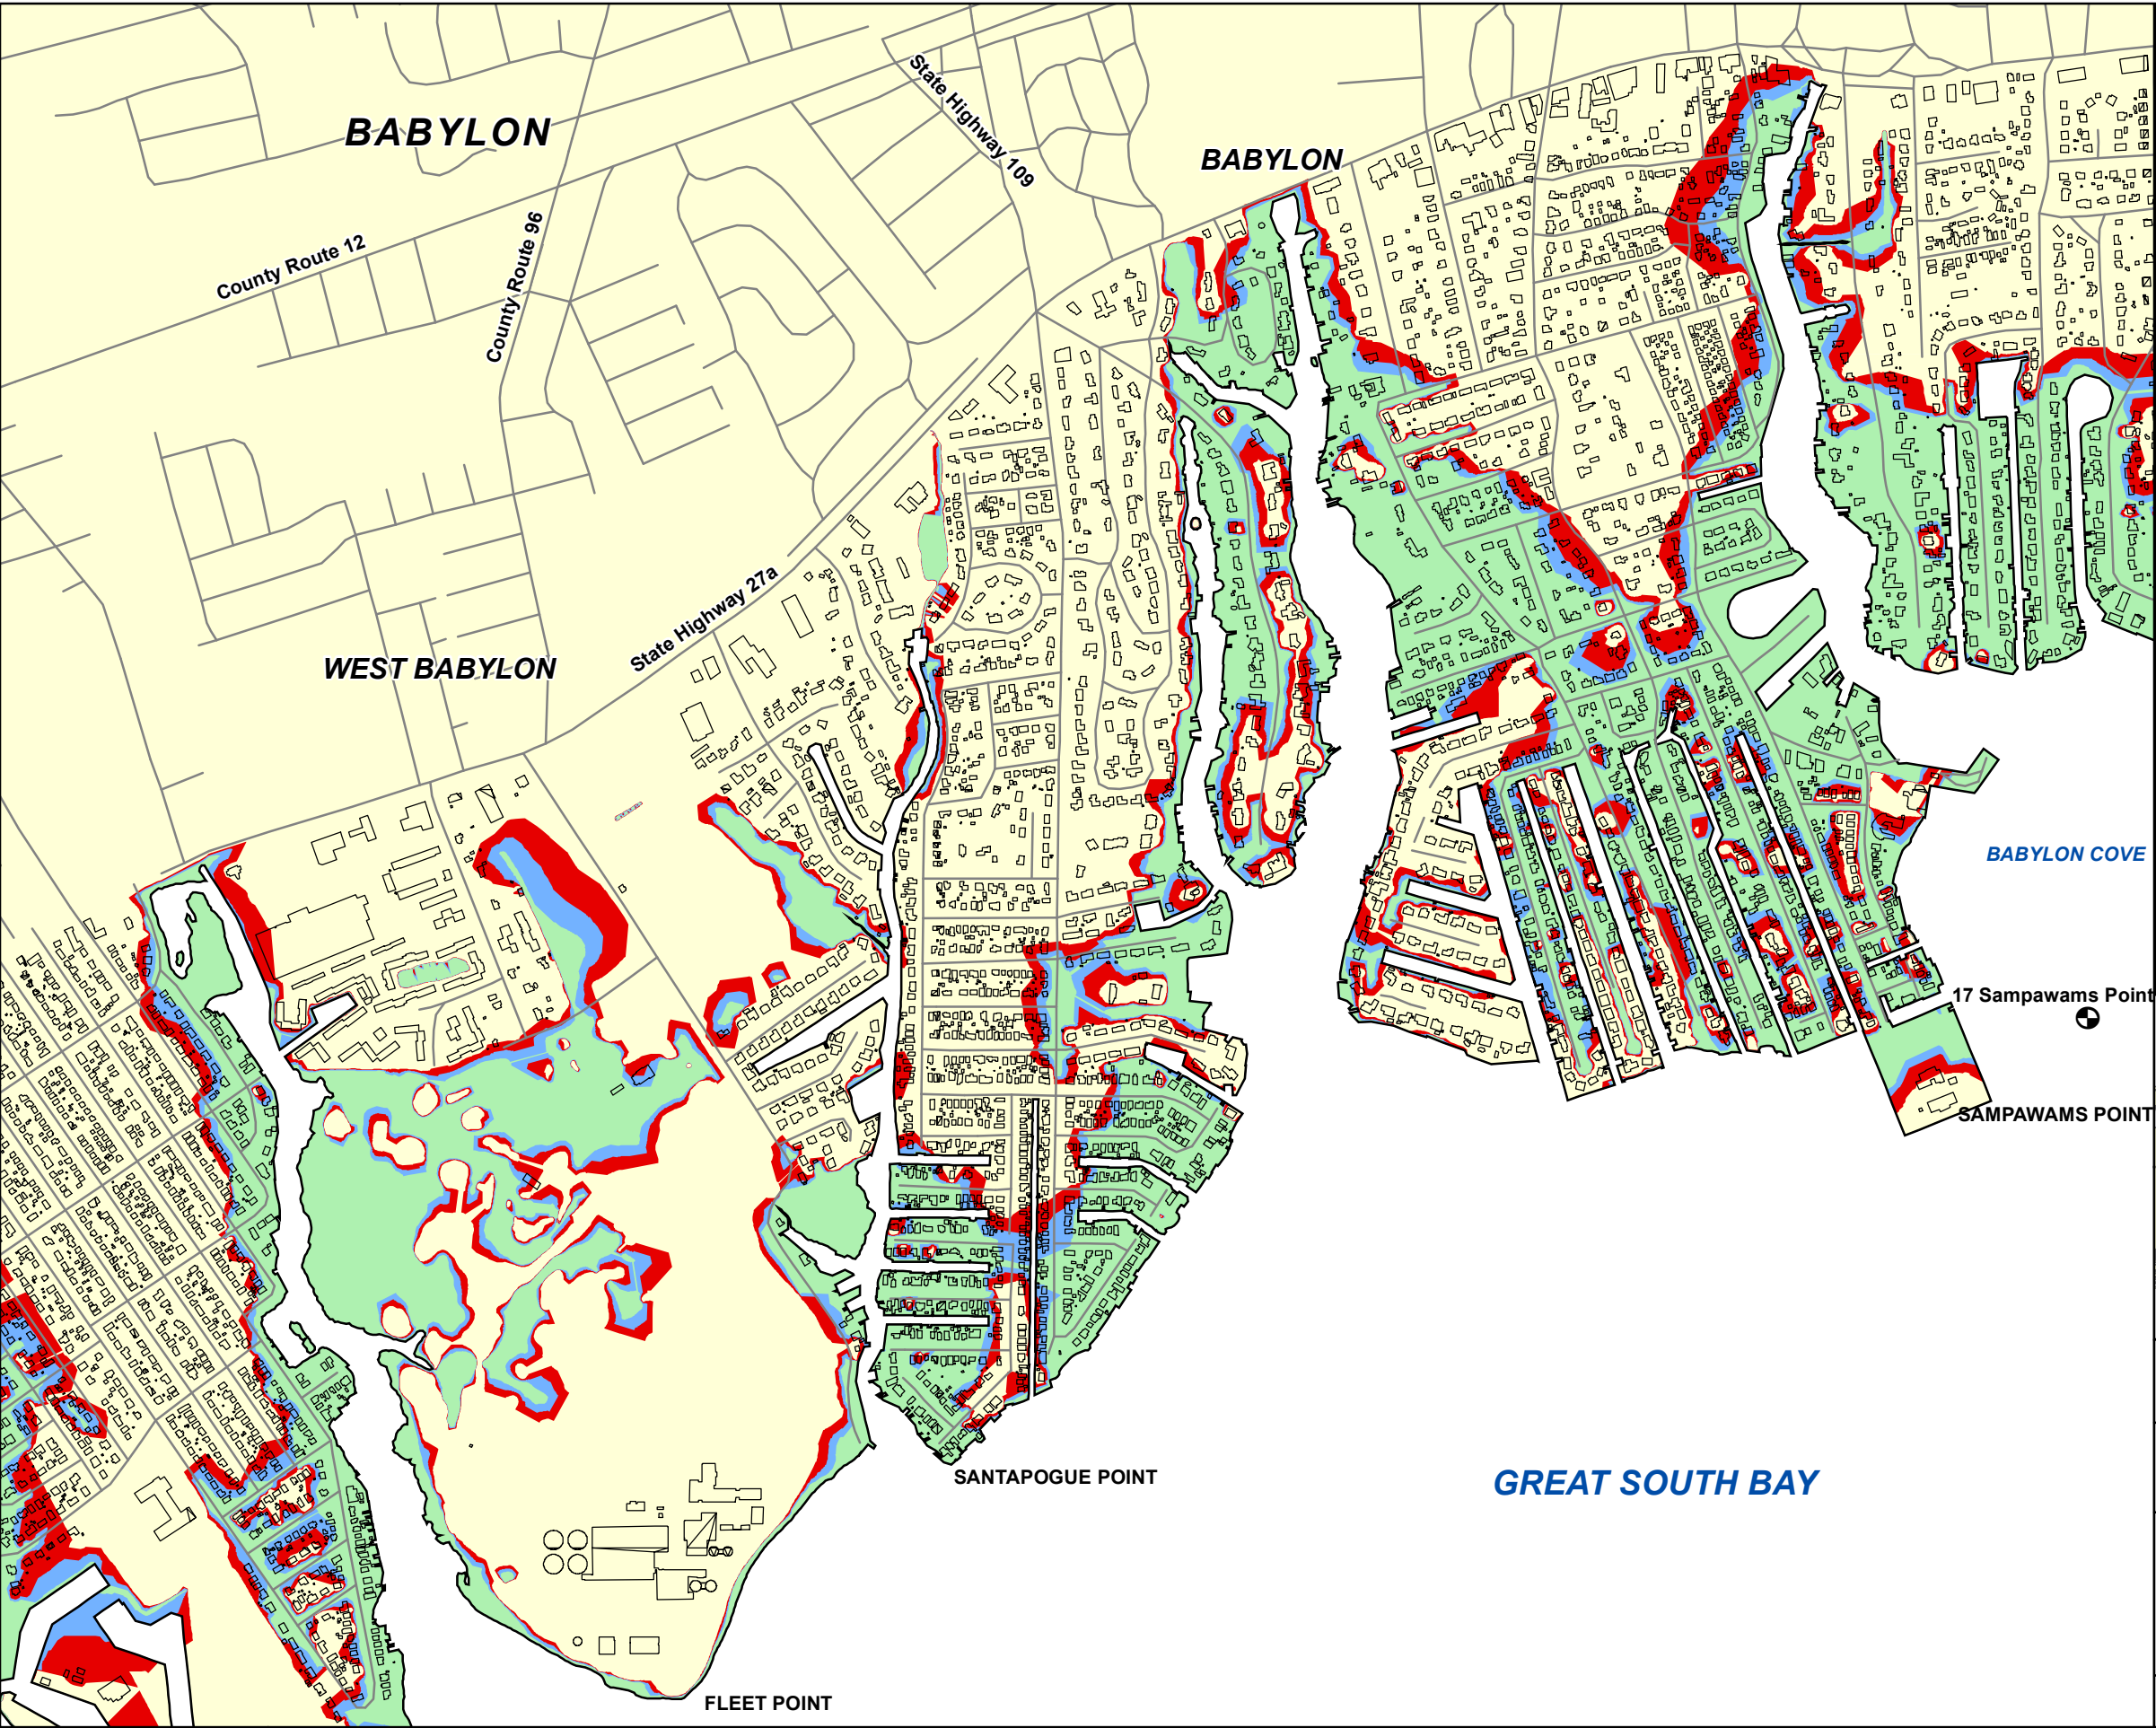 BABYLON
State Highway 109
BABYLON
County Route 12
County Route 96
WEST BABYLON
State Highway 27a
BABYLON COVE
17 Sampawams Point
SAMPAWAMS POINT
SANTAPOGUE POINT
GREAT SOUTH BAY
FLEET POINT